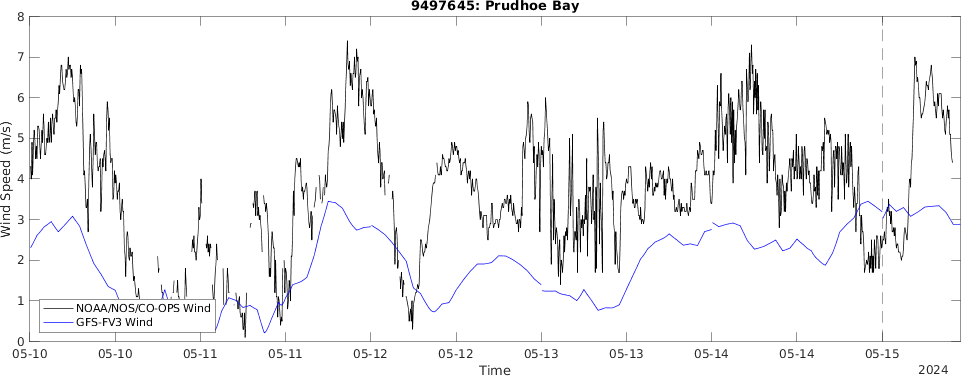 9497645: Prudhoe Bay
Wind Speed (m/s)
8
7
6
5
4
3
2
1
0
NOAA/NOS/CO-OPS Wind
GFS-FV3 Wind
05-10 05-10 05-11 05-11 05-12 05-12 05-13 05-13 05-14 05-14 05-15
Time
2024